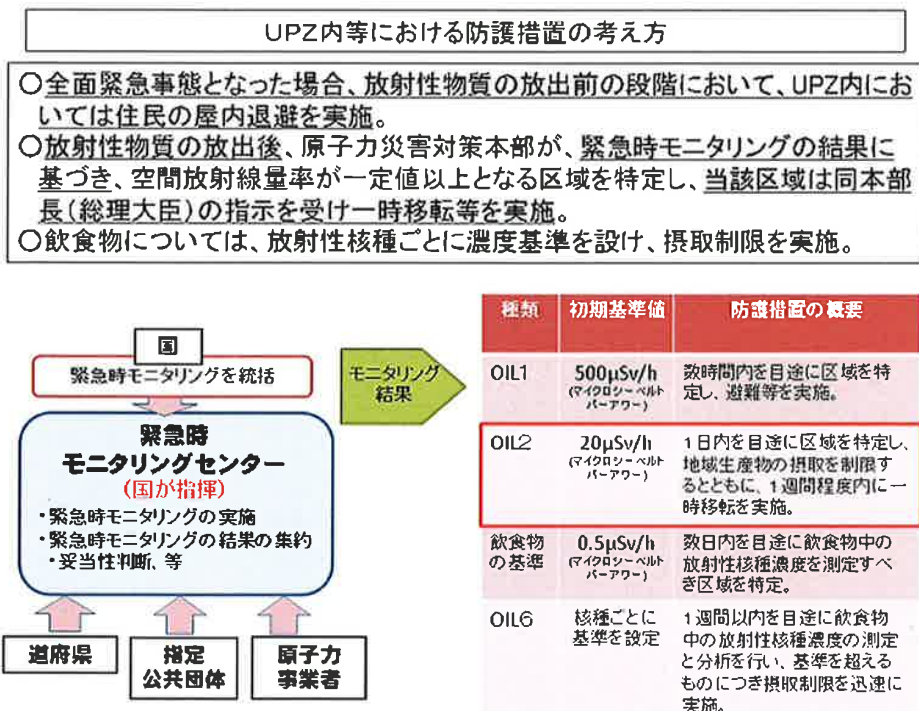 UPZ内等における防護措置の考え方
○全面緊急事態となった場合、放射性物質の放出前の段階において、UPZ内にお
いては住民の屋内退避を実施。
○放射性物質の放出後、原子力災害対策本部が、緊急時モニタリングの結果に
基づき、空間放射線量率が一定値以上となる区域を特定し、当該区域は同本部
長(総理大臣)の指示を受け一時移転等を実施。
○飲食物については、放射性核種ごとに濃度基準を設け、摂取制限を実施。
国
緊急時モニタリングを統括
緊急時
モニタリングセンター
(国が指揮)
・緊急時モニタリングの実施
・緊急時モニタリングの結果の集約
・妥当性判断、等
道府県
指定
公共団体
原子力
事業者
モニタリング
結果
種類 初期基準値 防護措置の概要
OIL1 500μSv/h
(マイクロシーベルト
パーアワー)
数時間内を目途に区域を特
定し、避難等を実施。
OIL2 20μSv/h
(マイクロシーベルト
パーアワー)
1日内を目途に区域を特定し、
地域生産物の摂取を制限す
るとともに、1週間程度内に一
時移転を実施。
飲食物
の基準
0.5μSv/h
(マイクロシーベルト
パーアワー)
数日内を目途に飲食物中の
放射性核種濃度を測定すべ
き区域を特定。
OIL6 核種ごとに
基準を設定
1週間以内を目途に飲食物
中の放射性核種濃度の測定
と分析を行い、基準を超える
ものにつき摂取制限を迅速に
実施。